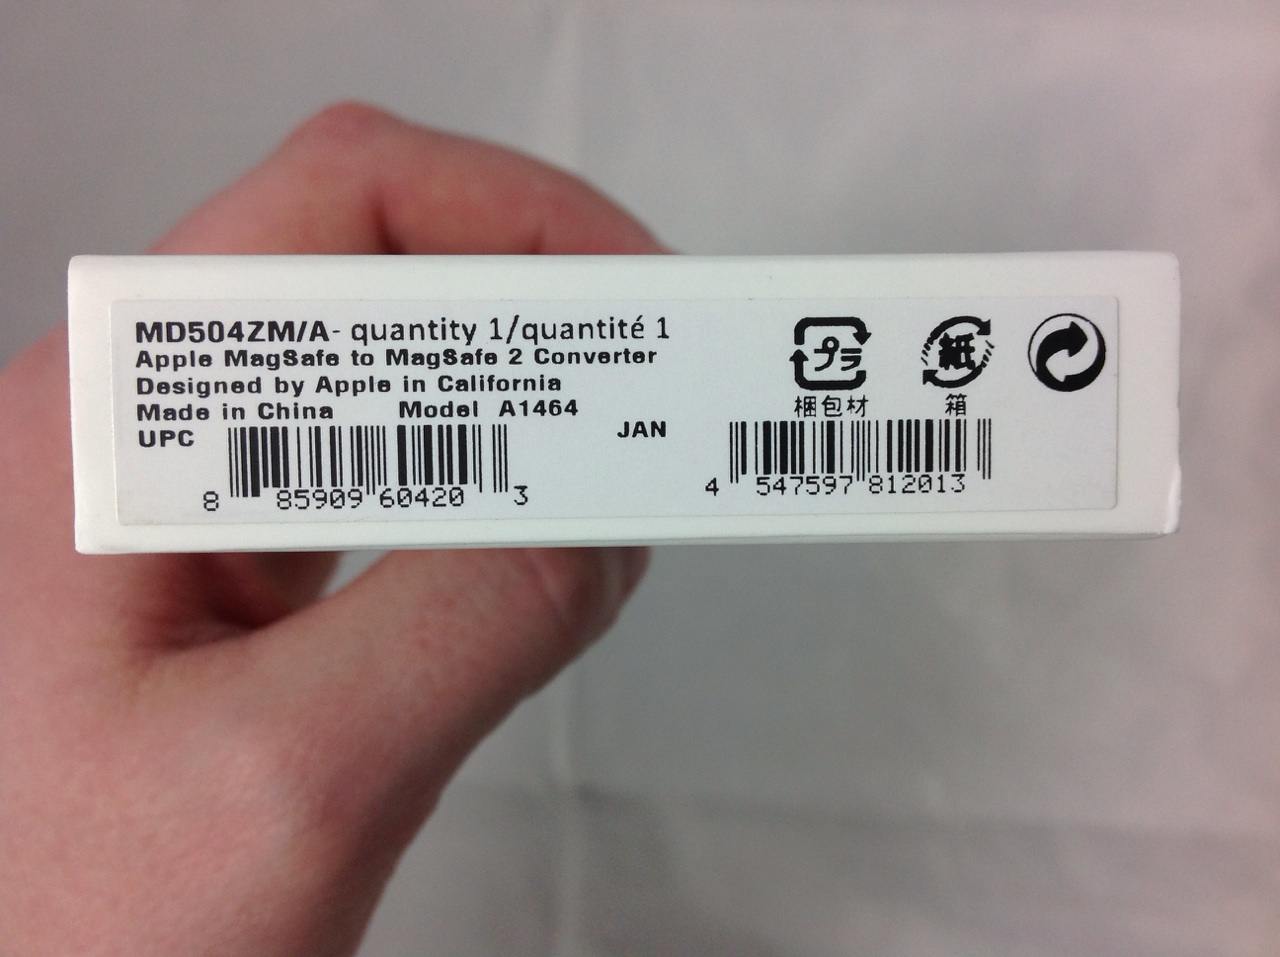 MD504ZM/A- quantity 1/quantité 1
Apple MagSafe to MagSafe 2 Converter
Designed by Apple in California
Made in China Model A1464
UPC
8 85909 60420 3
JAN
4 547597 812013
プラ
梱包材
紙
箱